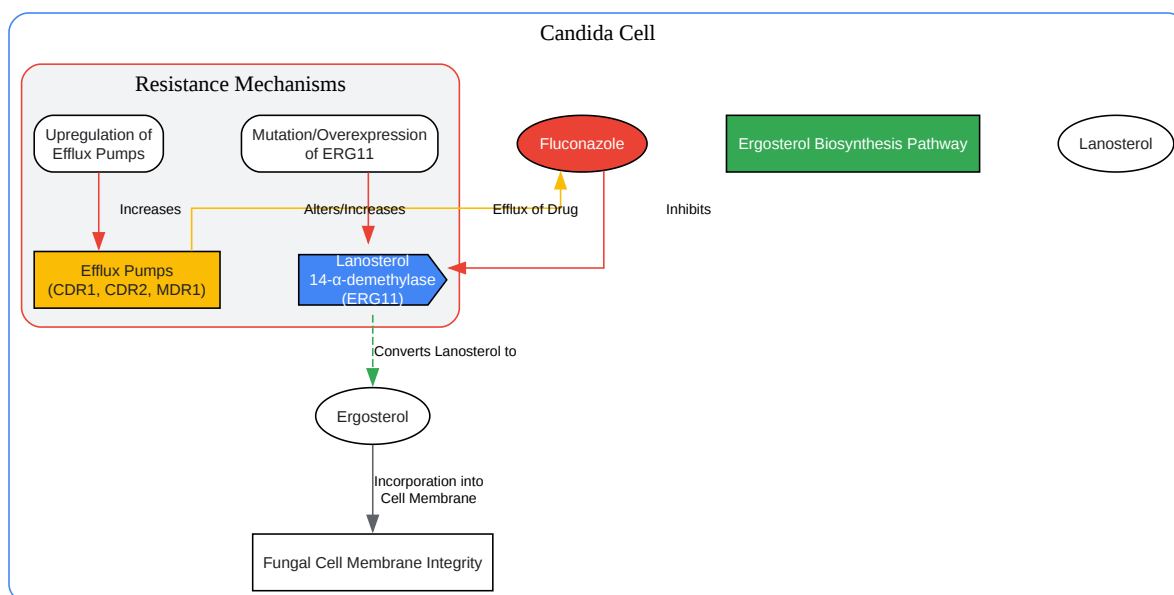 Candida Cell
Resistance Mechanisms
Upregulation of
Efflux Pumps
Mutation/Overexpression
of ERG11
Fluconazole
Ergosterol Biosynthesis Pathway
Lanosterol
Increases
Alters/Increases
Efflux of Drug
Inhibits
Efflux Pumps
(CDR1, CDR2, MDR1)
Lanosterol
14-α-demethylase
(ERG11)
Converts Lanosterol to
Ergosterol
Incorporation into
Cell Membrane
Fungal Cell Membrane Integrity